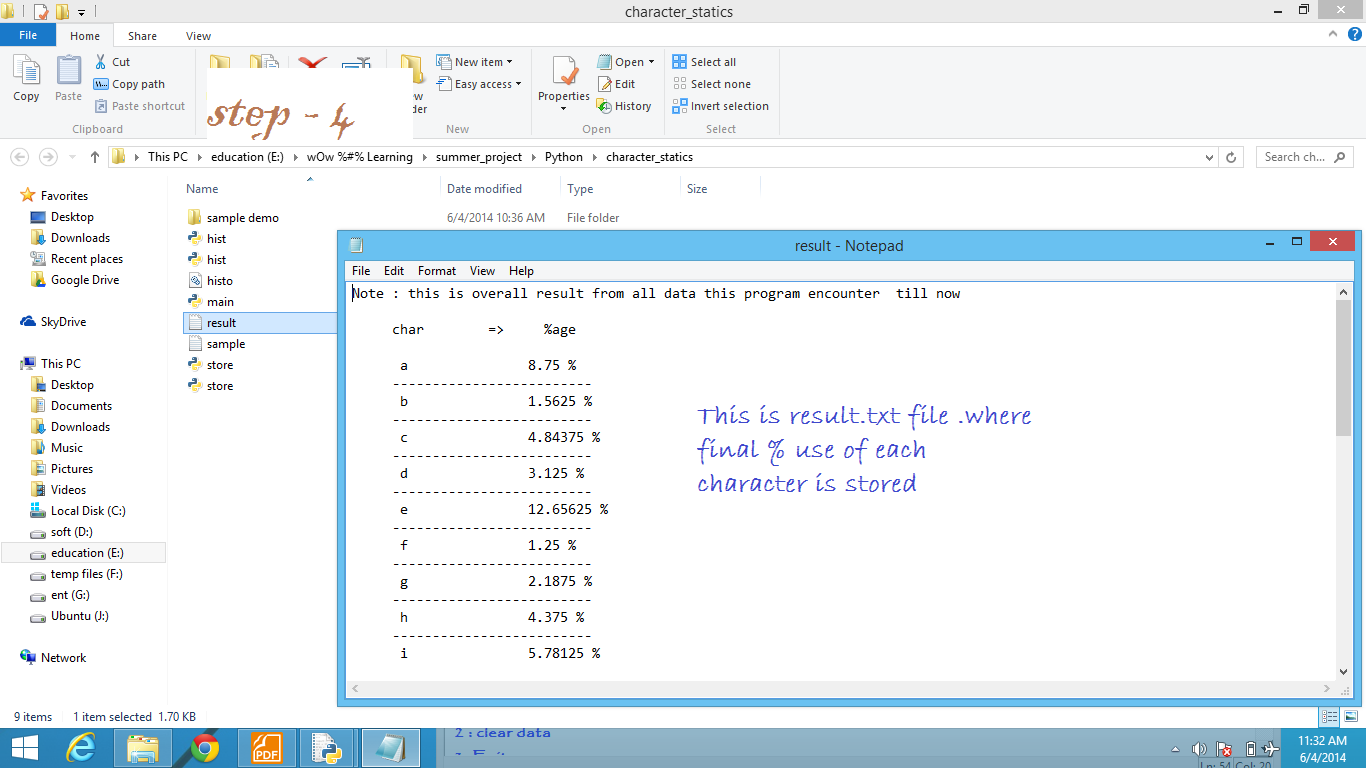 character_statics
File Home Share View
Copy
Paste
Cut
Copy path
Paste shortcut
Clipboard
New item
Easy access
New
Properties
Open
Edit
History
Open
Select all
Select none
Invert selection
Select
step - 4
This PC education (E:) wOw %#% Learning summer_project Python character_statics
Search ch...
Favorites
Desktop
Downloads
Recent places
Google Drive
SkyDrive
This PC
Desktop
Documents
Downloads
Music
Pictures
Videos
Local Disk (C:)
soft (D:)
education (E:)
temp files (F:)
ent (G:)
Ubuntu (J:)
Network
Name Date modified Type Size
sample demo 6/4/2014 10:36 AM File folder
hist
hist
histo
main
result
sample
store
store
result - Notepad
File Edit Format View Help
Note : this is overall result from all data this program encounter till now
char => %age
a 8.75 %
-------------------------
b 1.5625 %
-------------------------
c 4.84375 %
-------------------------
d 3.125 %
-------------------------
e 12.65625 %
-------------------------
f 1.25 %
-------------------------
g 2.1875 %
-------------------------
h 4.375 %
-------------------------
i 5.78125 %
This is result.txt file .where
final % use of each
character is stored
9 items 1 item selected 1.70 KB
PDF
2 : clear data
11:32 AM
6/4/2014